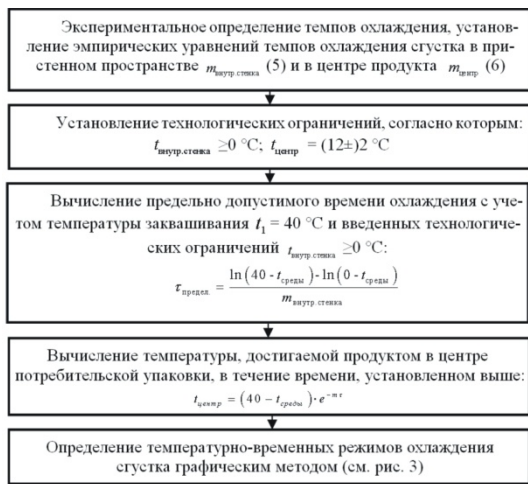 Экспериментальное определение темпов охлаждения, установ-
ление эмпирических уравнений темпов охлаждения сгустка в при-
стенном пространстве m внутр.стенка (5) и в центре продукта m центр (6)
Установление технологических ограничений, согласно которым:
t внутр.стенка ≥0 °С; t центр = (12±)2 °С
Вычисление предельно допустимого времени охлаждения с уче-
том температуры заквашивания t₁ = 40 °С и введенных технологи-
ческих ограничений t внутр.стенка ≥0 °С:
τ предел. = (ln(40 - t среды) - ln(0 - t среды)) / m внутр.стенка
Вычисление температуры, достигаемой продуктом в центре
потребительской упаковки, в течение времени, установленном выше:
t центр = (40 − t среды)·e^(−mτ)
Определение температурно-временных режимов охлаждения
сгустка графическим методом (см. рис. 3)